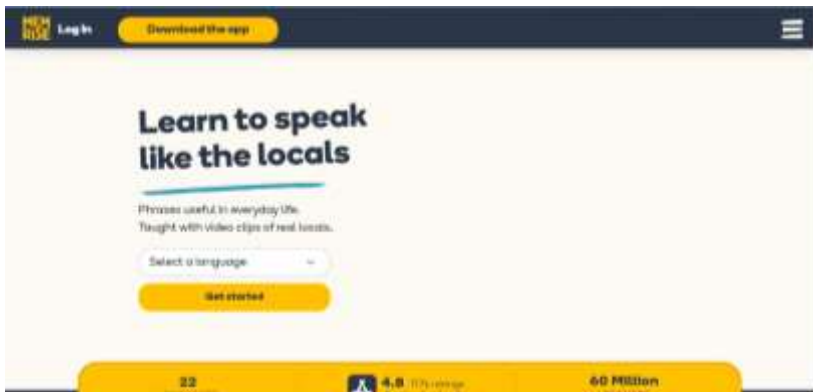 MEM
RISE
Log in
Download the app
Learn to speak
like the locals
Phrases useful in everyday life.
Taught with video clips of real locals.
Select a language
Get started
22
4.8
60 Million